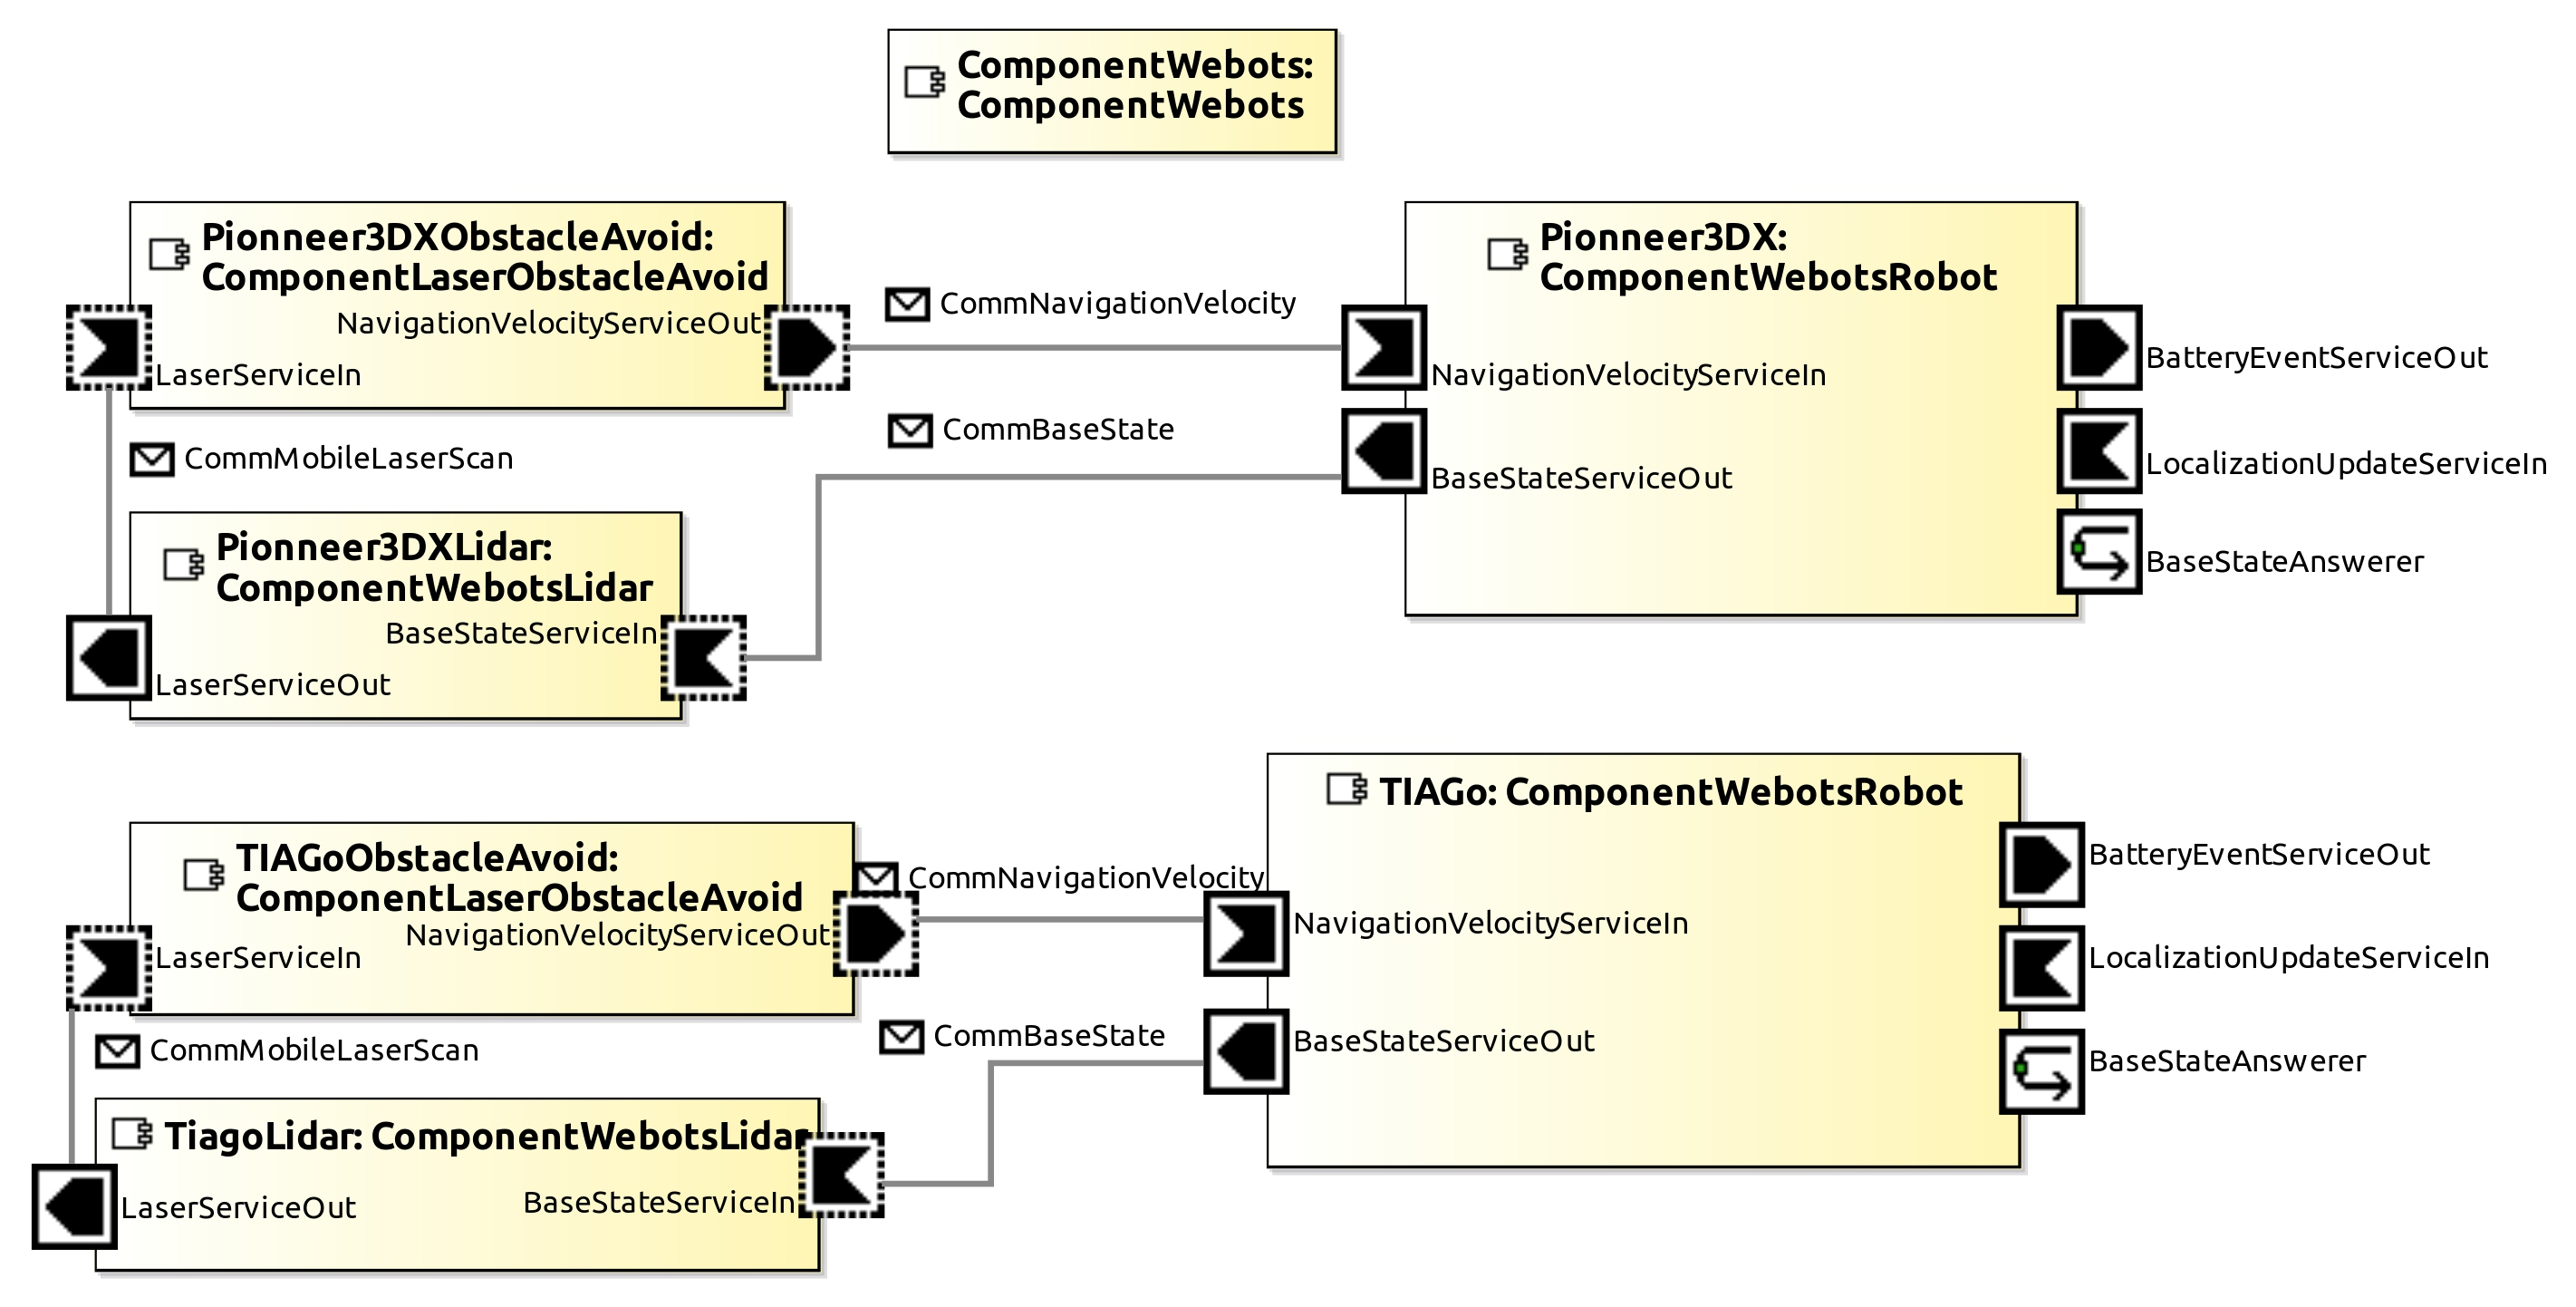 ComponentWebots:
ComponentWebots
Pionneer3DXObstacleAvoid:
ComponentLaserObstacleAvoid
NavigationVelocityServiceOut
LaserServiceIn
CommNavigationVelocity
Pionneer3DX:
ComponentWebotsRobot
NavigationVelocityServiceIn
BaseStateServiceOut
BatteryEventServiceOut
LocalizationUpdateServiceIn
BaseStateAnswerer
CommBaseState
CommMobileLaserScan
Pionneer3DXLidar:
ComponentWebotsLidar
BaseStateServiceIn
LaserServiceOut
TIAGoObstacleAvoid:
ComponentLaserObstacleAvoid
NavigationVelocityServiceOut
LaserServiceIn
CommNavigationVelocity
TIAGo: ComponentWebotsRobot
NavigationVelocityServiceIn
BaseStateServiceOut
BatteryEventServiceOut
LocalizationUpdateServiceIn
BaseStateAnswerer
CommBaseState
CommMobileLaserScan
TiagoLidar: ComponentWebotsLidar
BaseStateServiceIn
LaserServiceOut